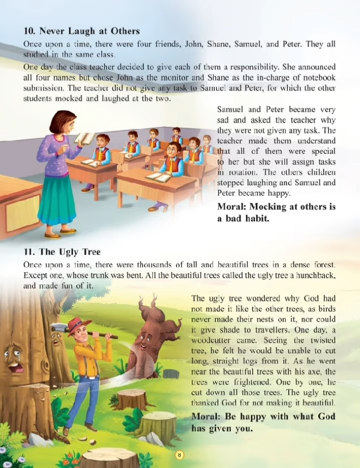 10. Never Laugh at Others
Once upon a time, there were four friends, John, Shane, Samuel, and Peter. They all
studied in the same class.
One day the class teacher decided to give each of them a responsibility. She announced
all four names but chose John as the monitor and Shane as the in-charge of notebook
submission. The teacher did not give any task to Samuel and Peter, for which the other
students mocked and laughed at the two.
Samuel and Peter became very
sad and asked the teacher why
they were not given any task. The
teacher made them understand
that all of them were special
to her but she will assign tasks
in rotation. The others children
stopped laughing and Samuel and
Peter became happy.
Moral: Mocking at others is
a bad habit.
11. The Ugly Tree
Once upon a time, there were thousands of tall and beautiful trees in a dense forest.
Except one, whose trunk was bent. All the beautiful trees called the ugly tree a hunchback,
and made fun of it.
The ugly tree wondered why God had
not made it like the other trees, as birds
never made their nests on it, nor could
it give shade to travellers. One day, a
woodcutter came. Seeing the twisted
tree, he felt he would be unable to cut
long, straight logs from it. As he went
near the beautiful trees with his axe, the
trees were frightened. One by one, he
cut down all those trees. The ugly tree
thanked God for not making it beautiful.
Moral: Be happy with what God
has given you.